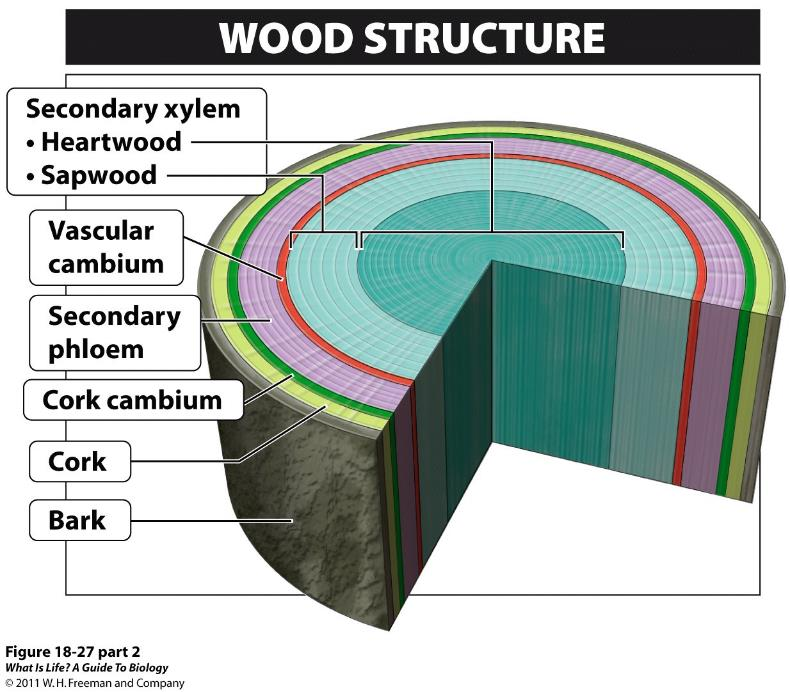 WOOD STRUCTURE
Secondary xylem
• Heartwood
• Sapwood
Vascular
cambium
Secondary
phloem
Cork cambium
Cork
Bark
Figure 18-27 part 2
What Is Life? A Guide To Biology
© 2011 W. H. Freeman and Company